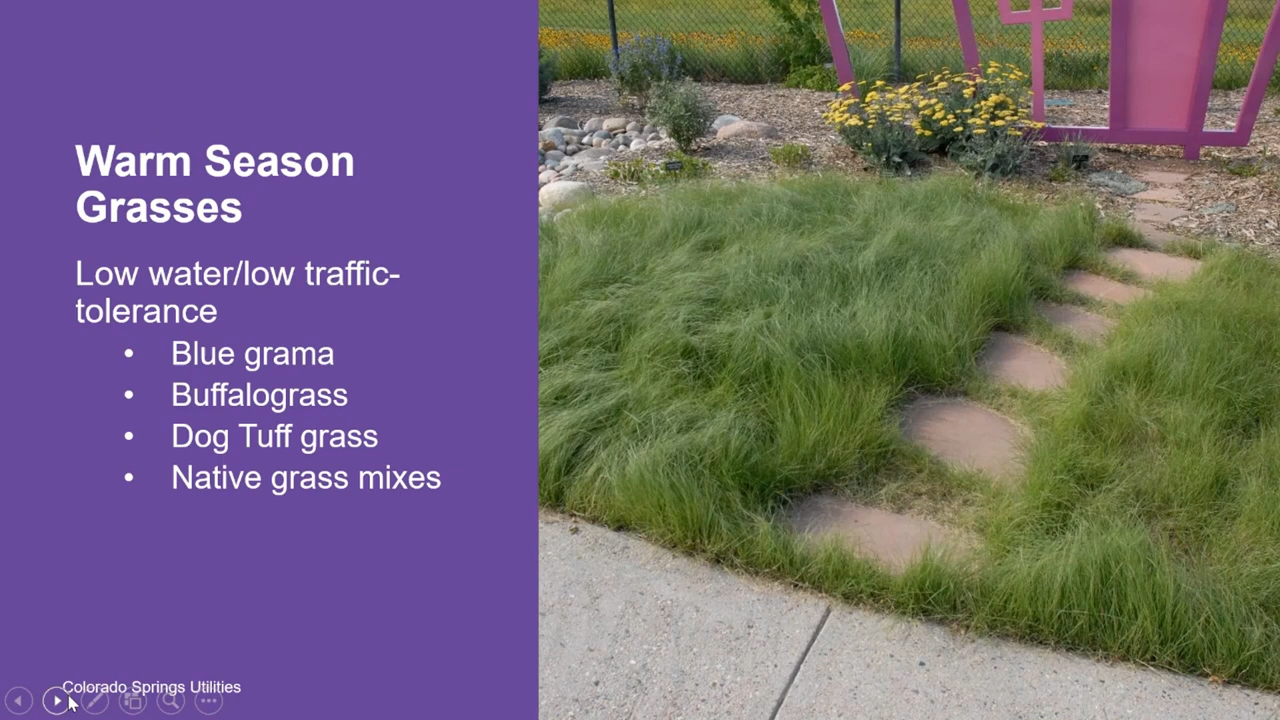 Warm Season
Grasses
Low water/low traffic-
tolerance
• Blue grama
• Buffalograss
• Dog Tuff grass
• Native grass mixes
Colorado Springs Utilities